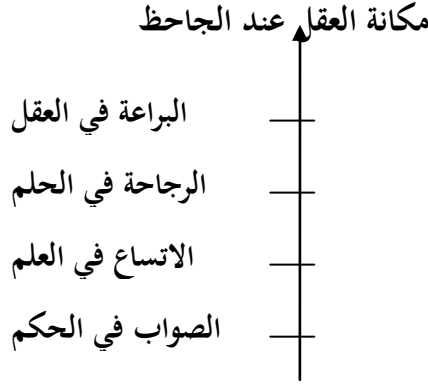 مكانة العقل عند الجاحظ
البراعة في العقل
الرجاحة في الحلم
الاتساع في العلم
الصواب في الحكم